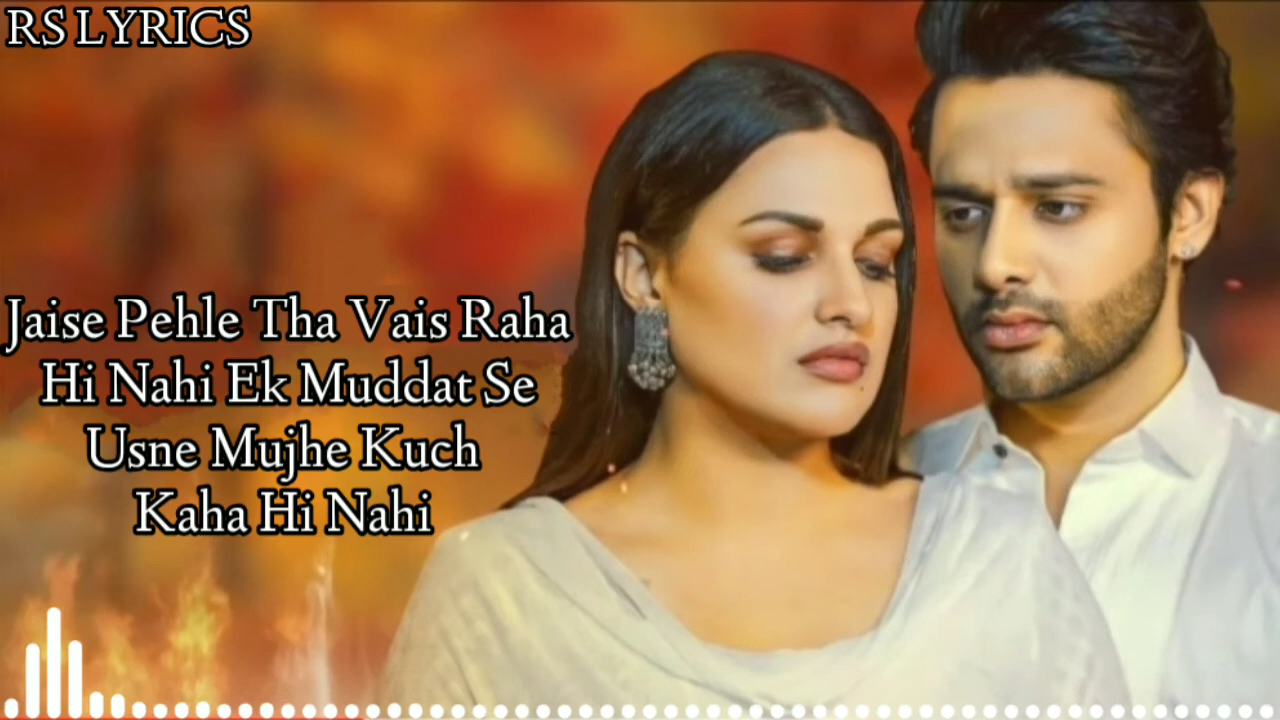 RS LYRICS
Jaise Pehle Tha Vais Raha
Hi Nahi Ek Muddat Se
Usne Mujhe Kuch
Kaha Hi Nahi